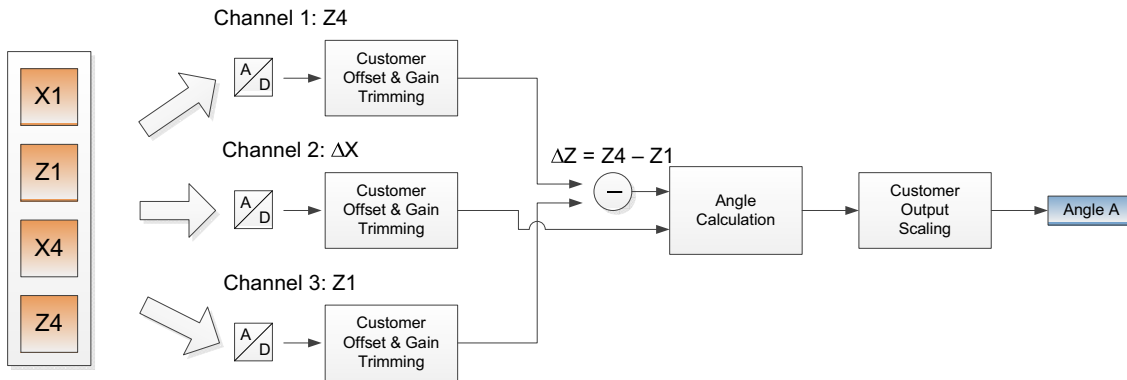 Channel 1: Z4
X1
Z1
X4
Z4
A
D
Customer
Offset & Gain
Trimming
Channel 2: ΔX
A
D
Customer
Offset & Gain
Trimming
Channel 3: Z1
A
D
Customer
Offset & Gain
Trimming
ΔZ = Z4 – Z1
–
Angle
Calculation
Customer
Output
Scaling
Angle A